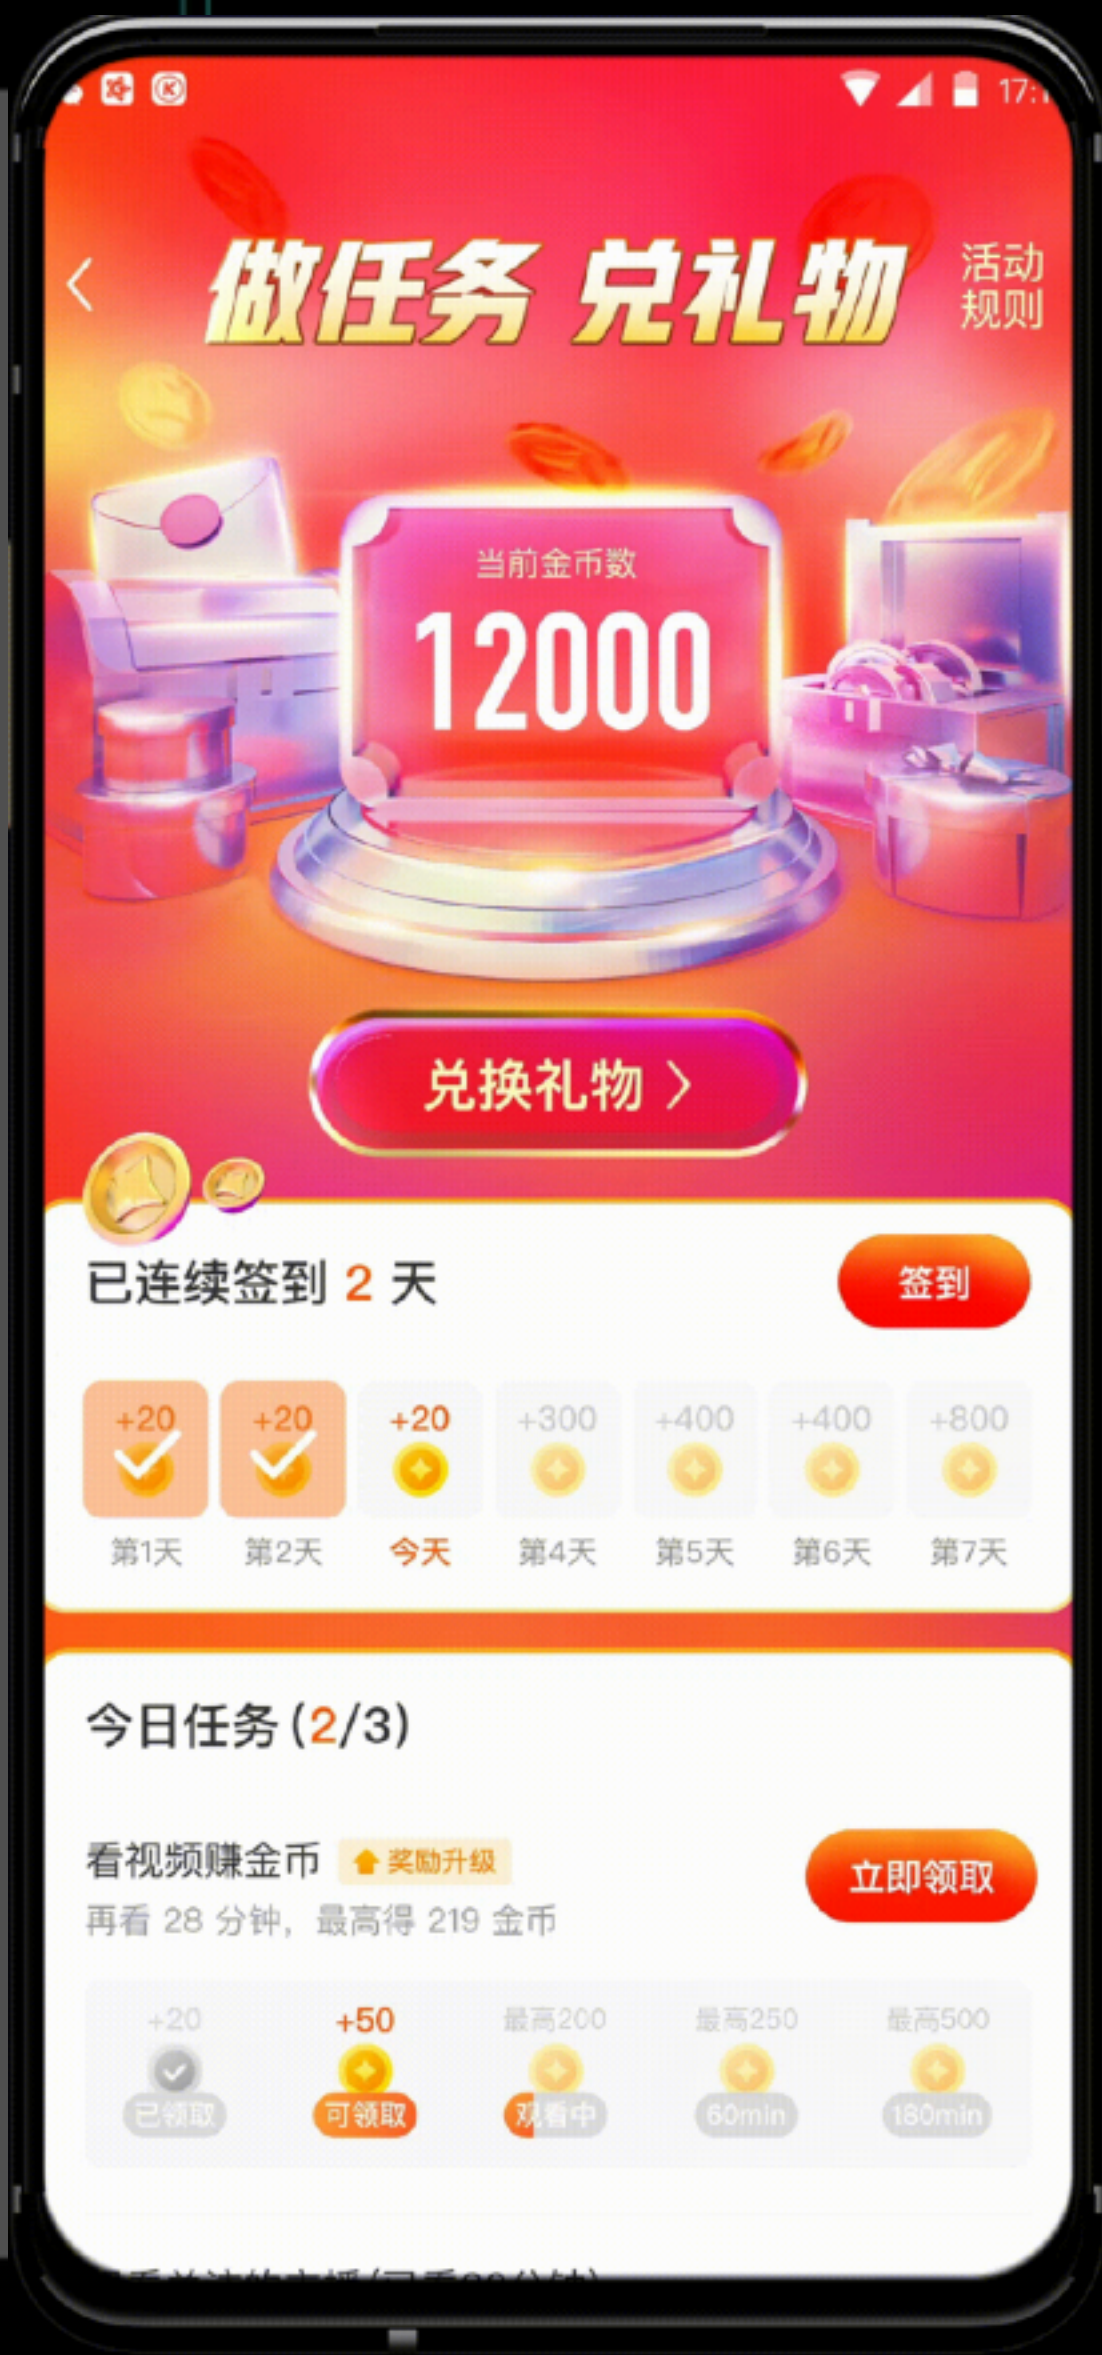 17:1
做任务 兑礼物
活动
规则
当前金币数
12000
兑换礼物 >
已连续签到 2 天
签到
+20 +20 +20 +300 +400 +400 +800
第1天 第2天 今天 第4天 第5天 第6天 第7天
今日任务(2/3)
看视频赚金币 奖励升级
再看 28 分钟，最高得 219 金币
立即领取
+20 +50 最高200 最高250 最高500
已领取 可领取 观看中 60min 180min